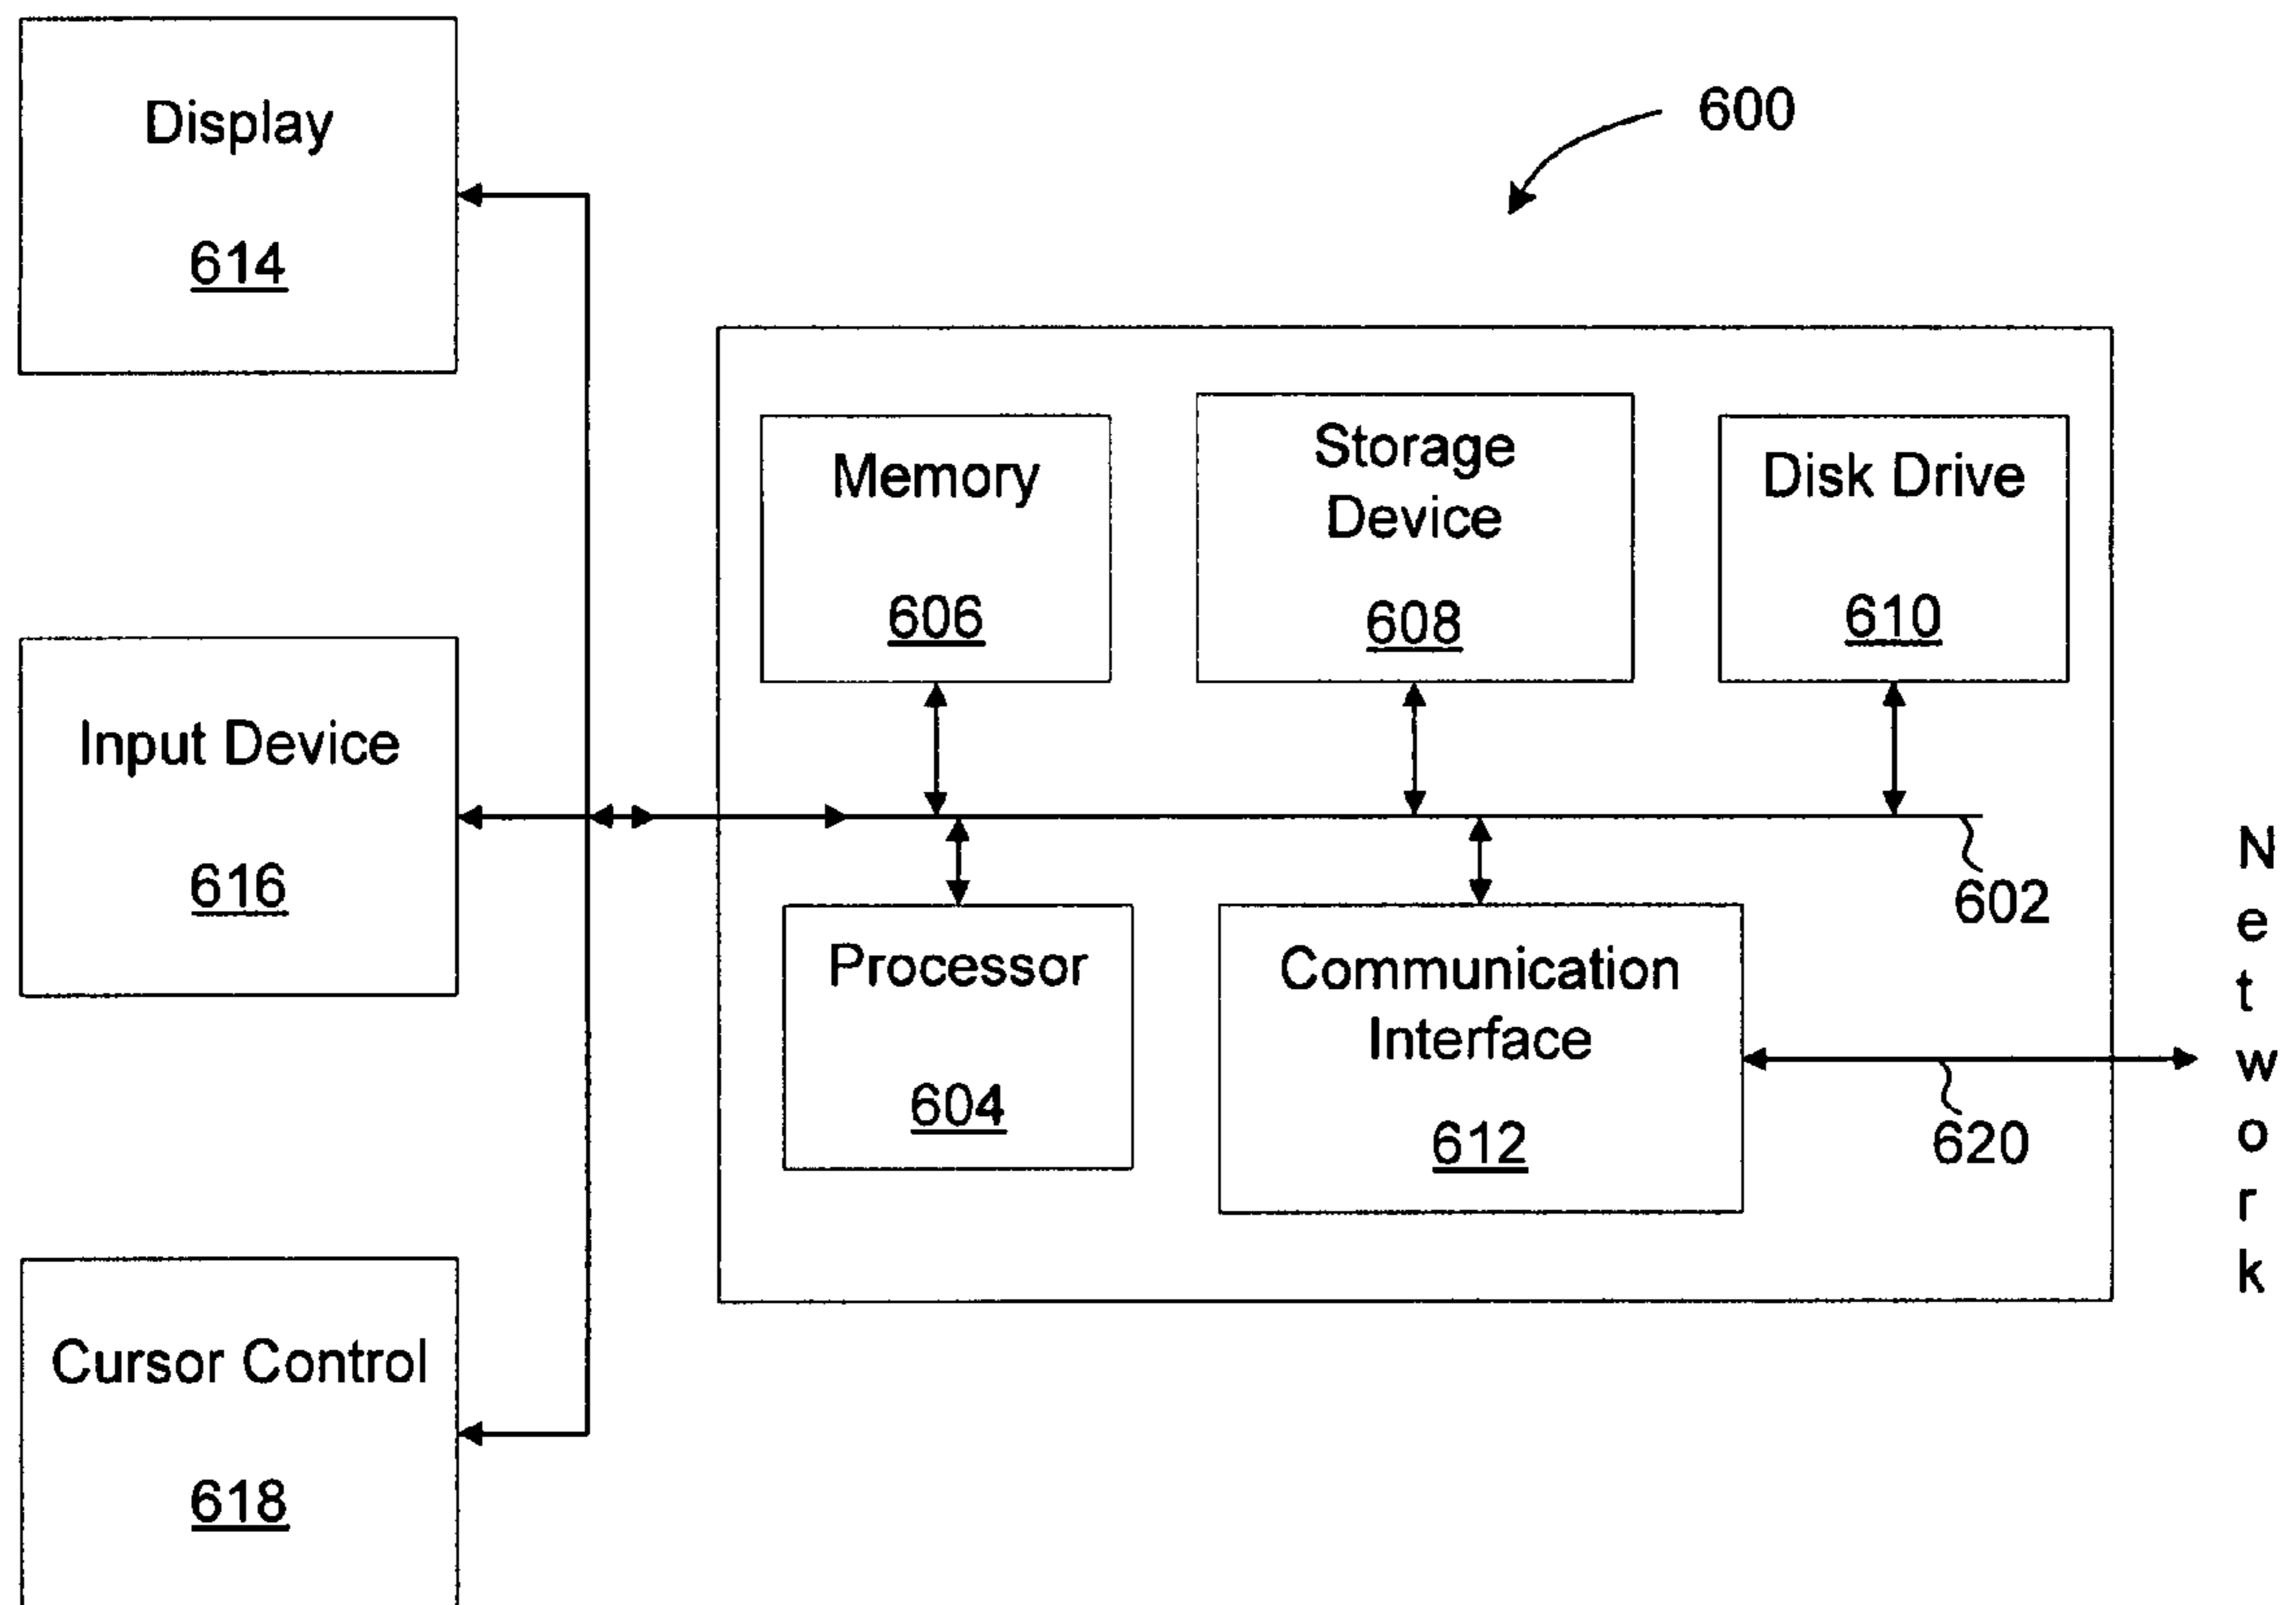 Display
614
600
Memory
606
Storage
Device
608
Disk Drive
610
Input Device
616
602
Processor
604
Communication
Interface
612
620
Network
Cursor Control
618